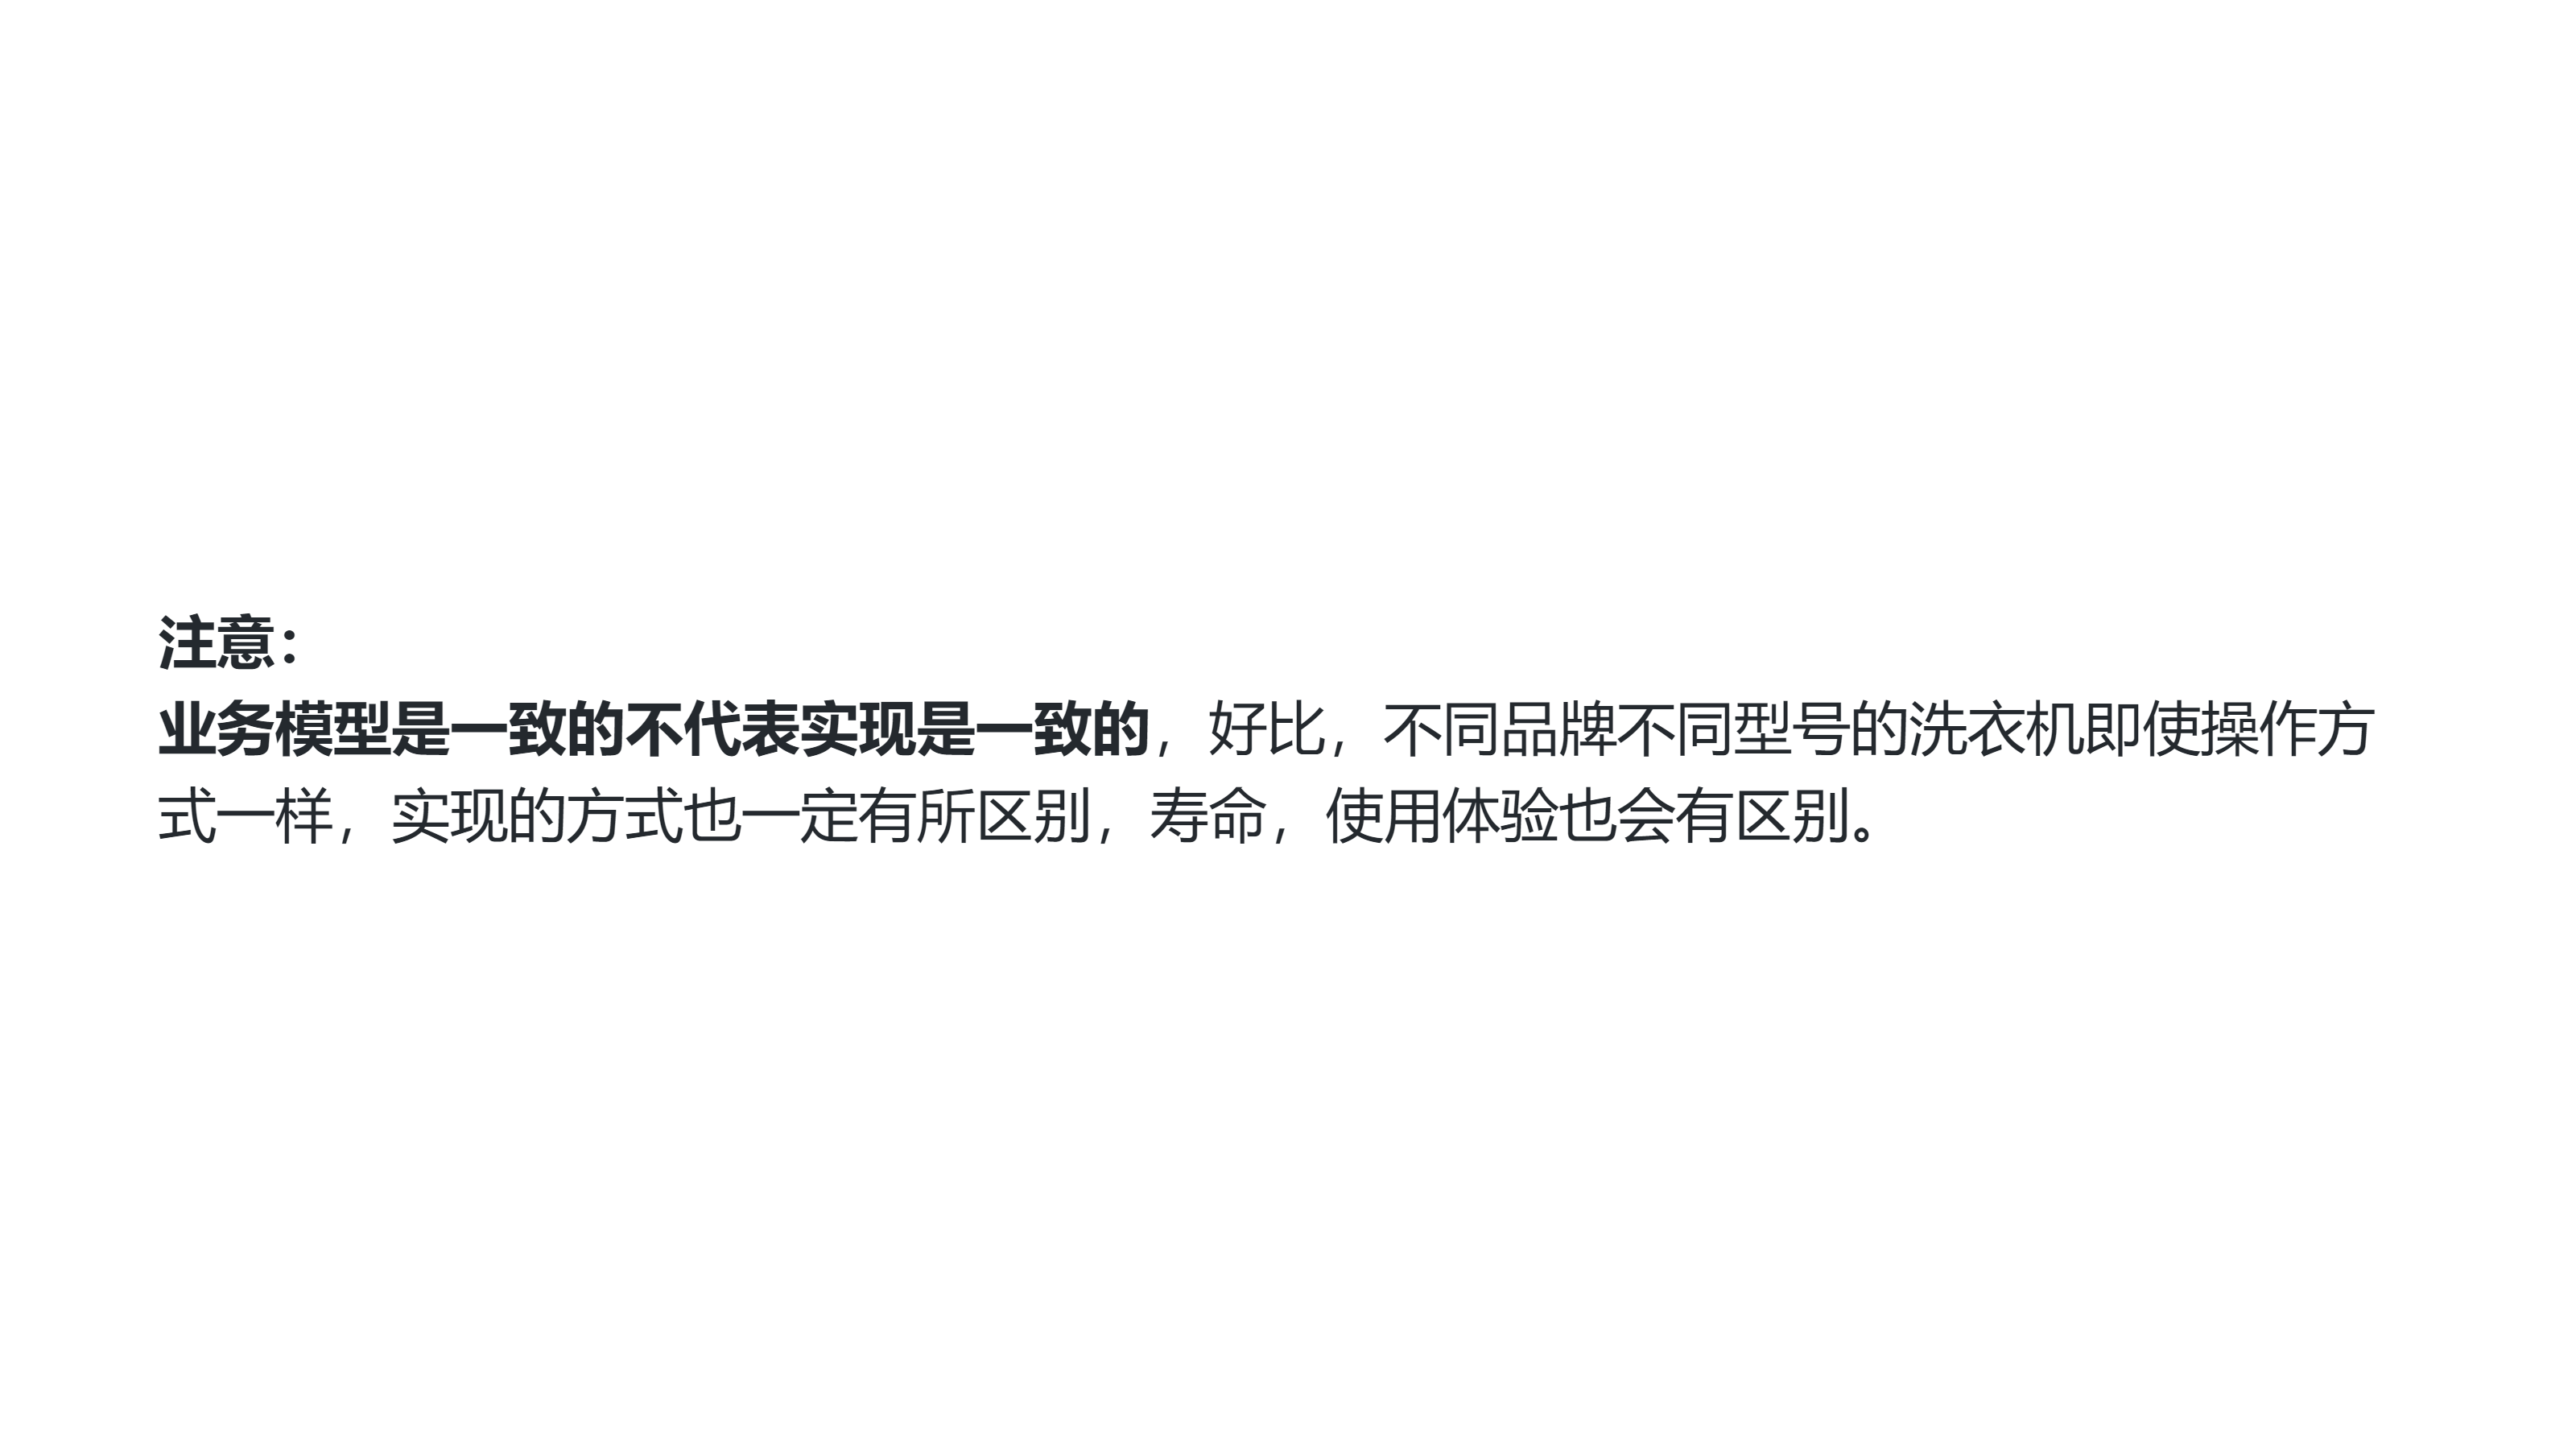 注意：
业务模型是一致的不代表实现是一致的，好比，不同品牌不同型号的洗衣机即使操作方
式一样，实现的方式也一定有所区别，寿命，使用体验也会有区别。